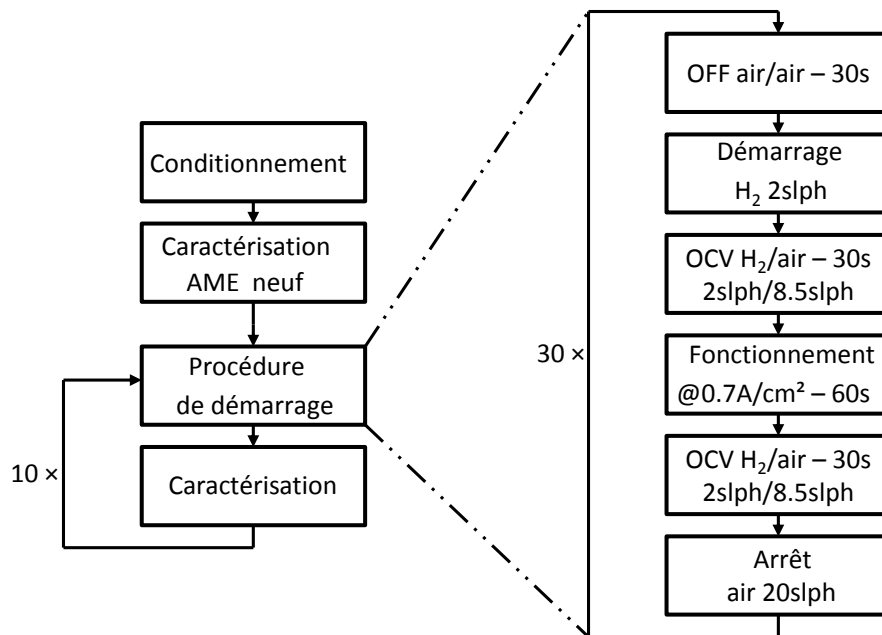 Conditionnement
Caractérisation
AME neuf
Procédure
de démarrage
10 ×
Caractérisation
30 ×
OFF air/air – 30s
Démarrage
H₂ 2slph
OCV H₂/air – 30s
2slph/8.5slph
Fonctionnement
@0.7A/cm² – 60s
OCV H₂/air – 30s
2slph/8.5slph
Arrêt
air 20slph